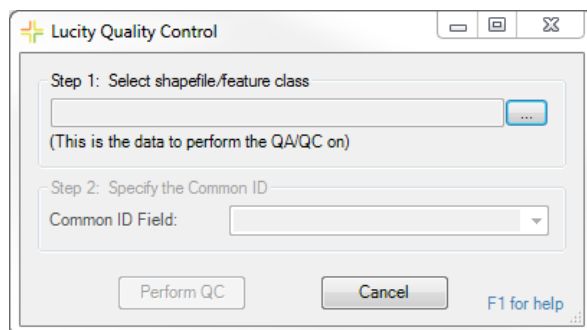 Lucity Quality Control
Step 1: Select shapefile/feature class
...
(This is the data to perform the QA/QC on)
Step 2: Specify the Common ID
Common ID Field:
Perform QC Cancel F1 for help